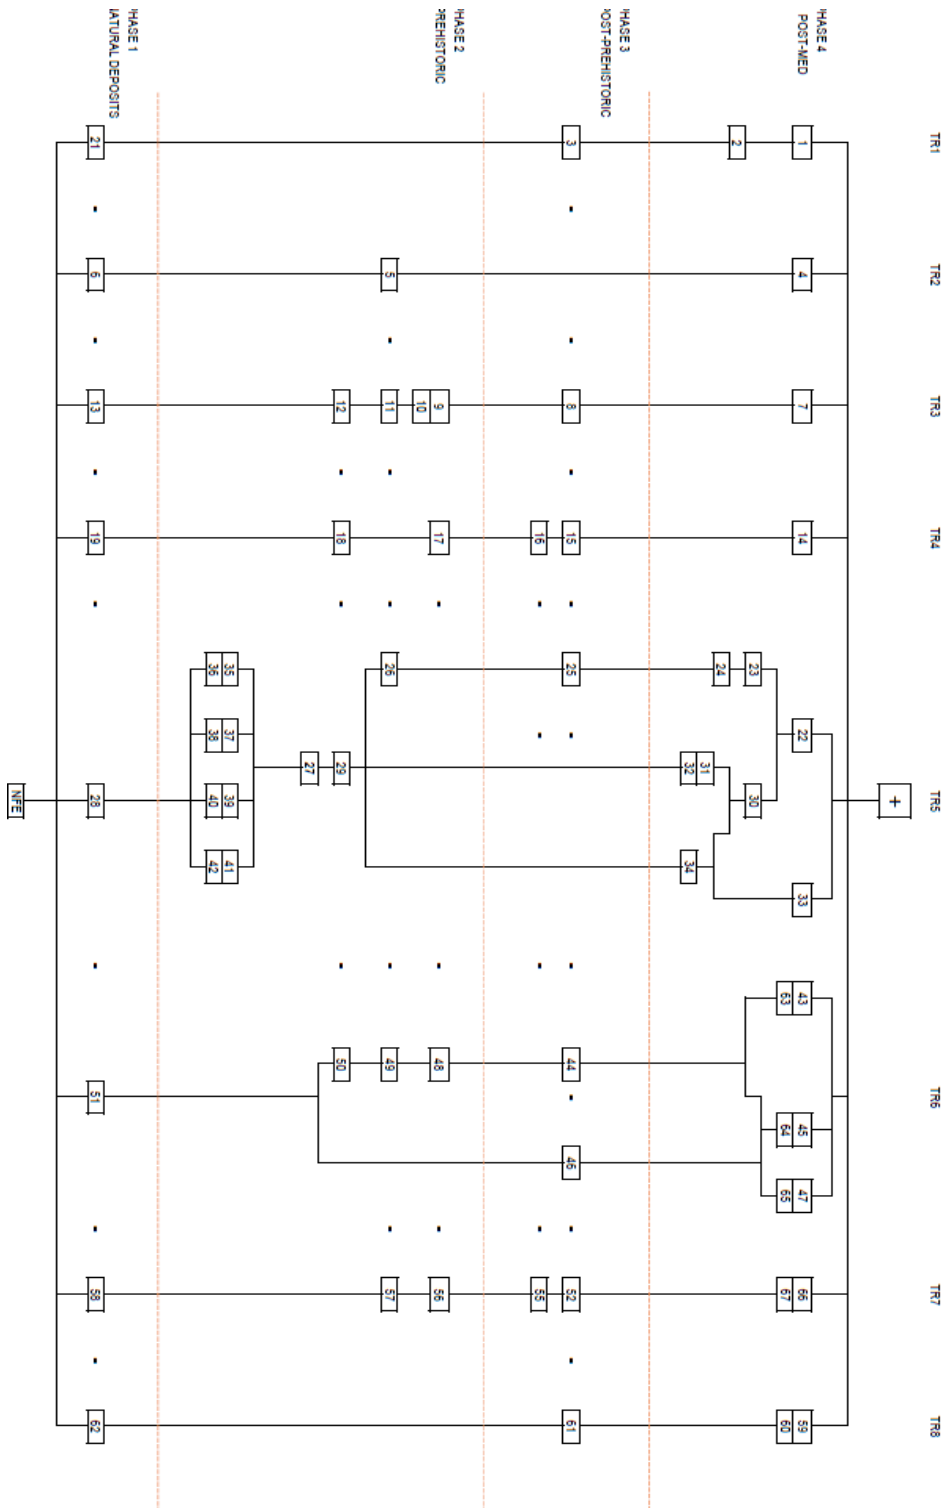 TR1 TR2 TR3 TR4 TR5 TR6 TR7 TR8
+
HASE 4
POST-MED
1 4 7 14 22 33 43 45 47 66 59
63 64 65 67 60
23 30
2
24
31
32 34
HASE 3
OST-PREHISTORIC
3 - - 8 - 15 - 25 - - 44 - 46 - 52 - 61
16 - - - - 55
HASE 2
REHISTORIC
9 17 - - 48 - 56
10
5 - 11 - - 26 - 49 - 57
12 - 18 - 29 - 50
27
35 37 39 41
36 38 40 42
HASE 1
ATURAL DEPOSITS
21 - 6 - 13 - 19 - 28 - 51 - 58 - 62
NFE